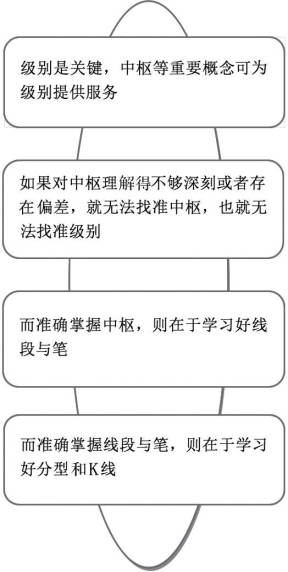 级别是关键，中枢等重要概念可为
级别提供服务
如果对中枢理解得不够深刻或者存
在偏差，就无法找准中枢，也就无
法找准级别
而准确掌握中枢，则在于学习好线
段与笔
而准确掌握线段与笔，则在于学习
好分型和K线